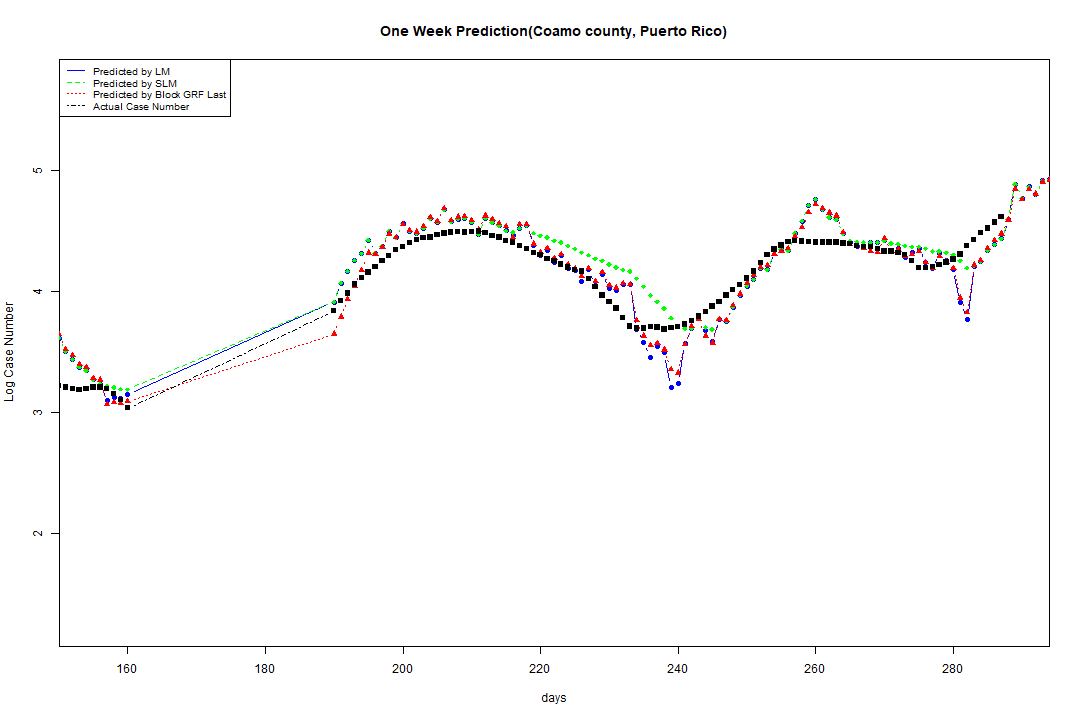 One Week Prediction(Coamo county, Puerto Rico)
Predicted by LM
Predicted by SLM
Predicted by Block GRF Last
Actual Case Number
5
4
3
2
Log Case Number
160 180 200 220 240 260 280
days